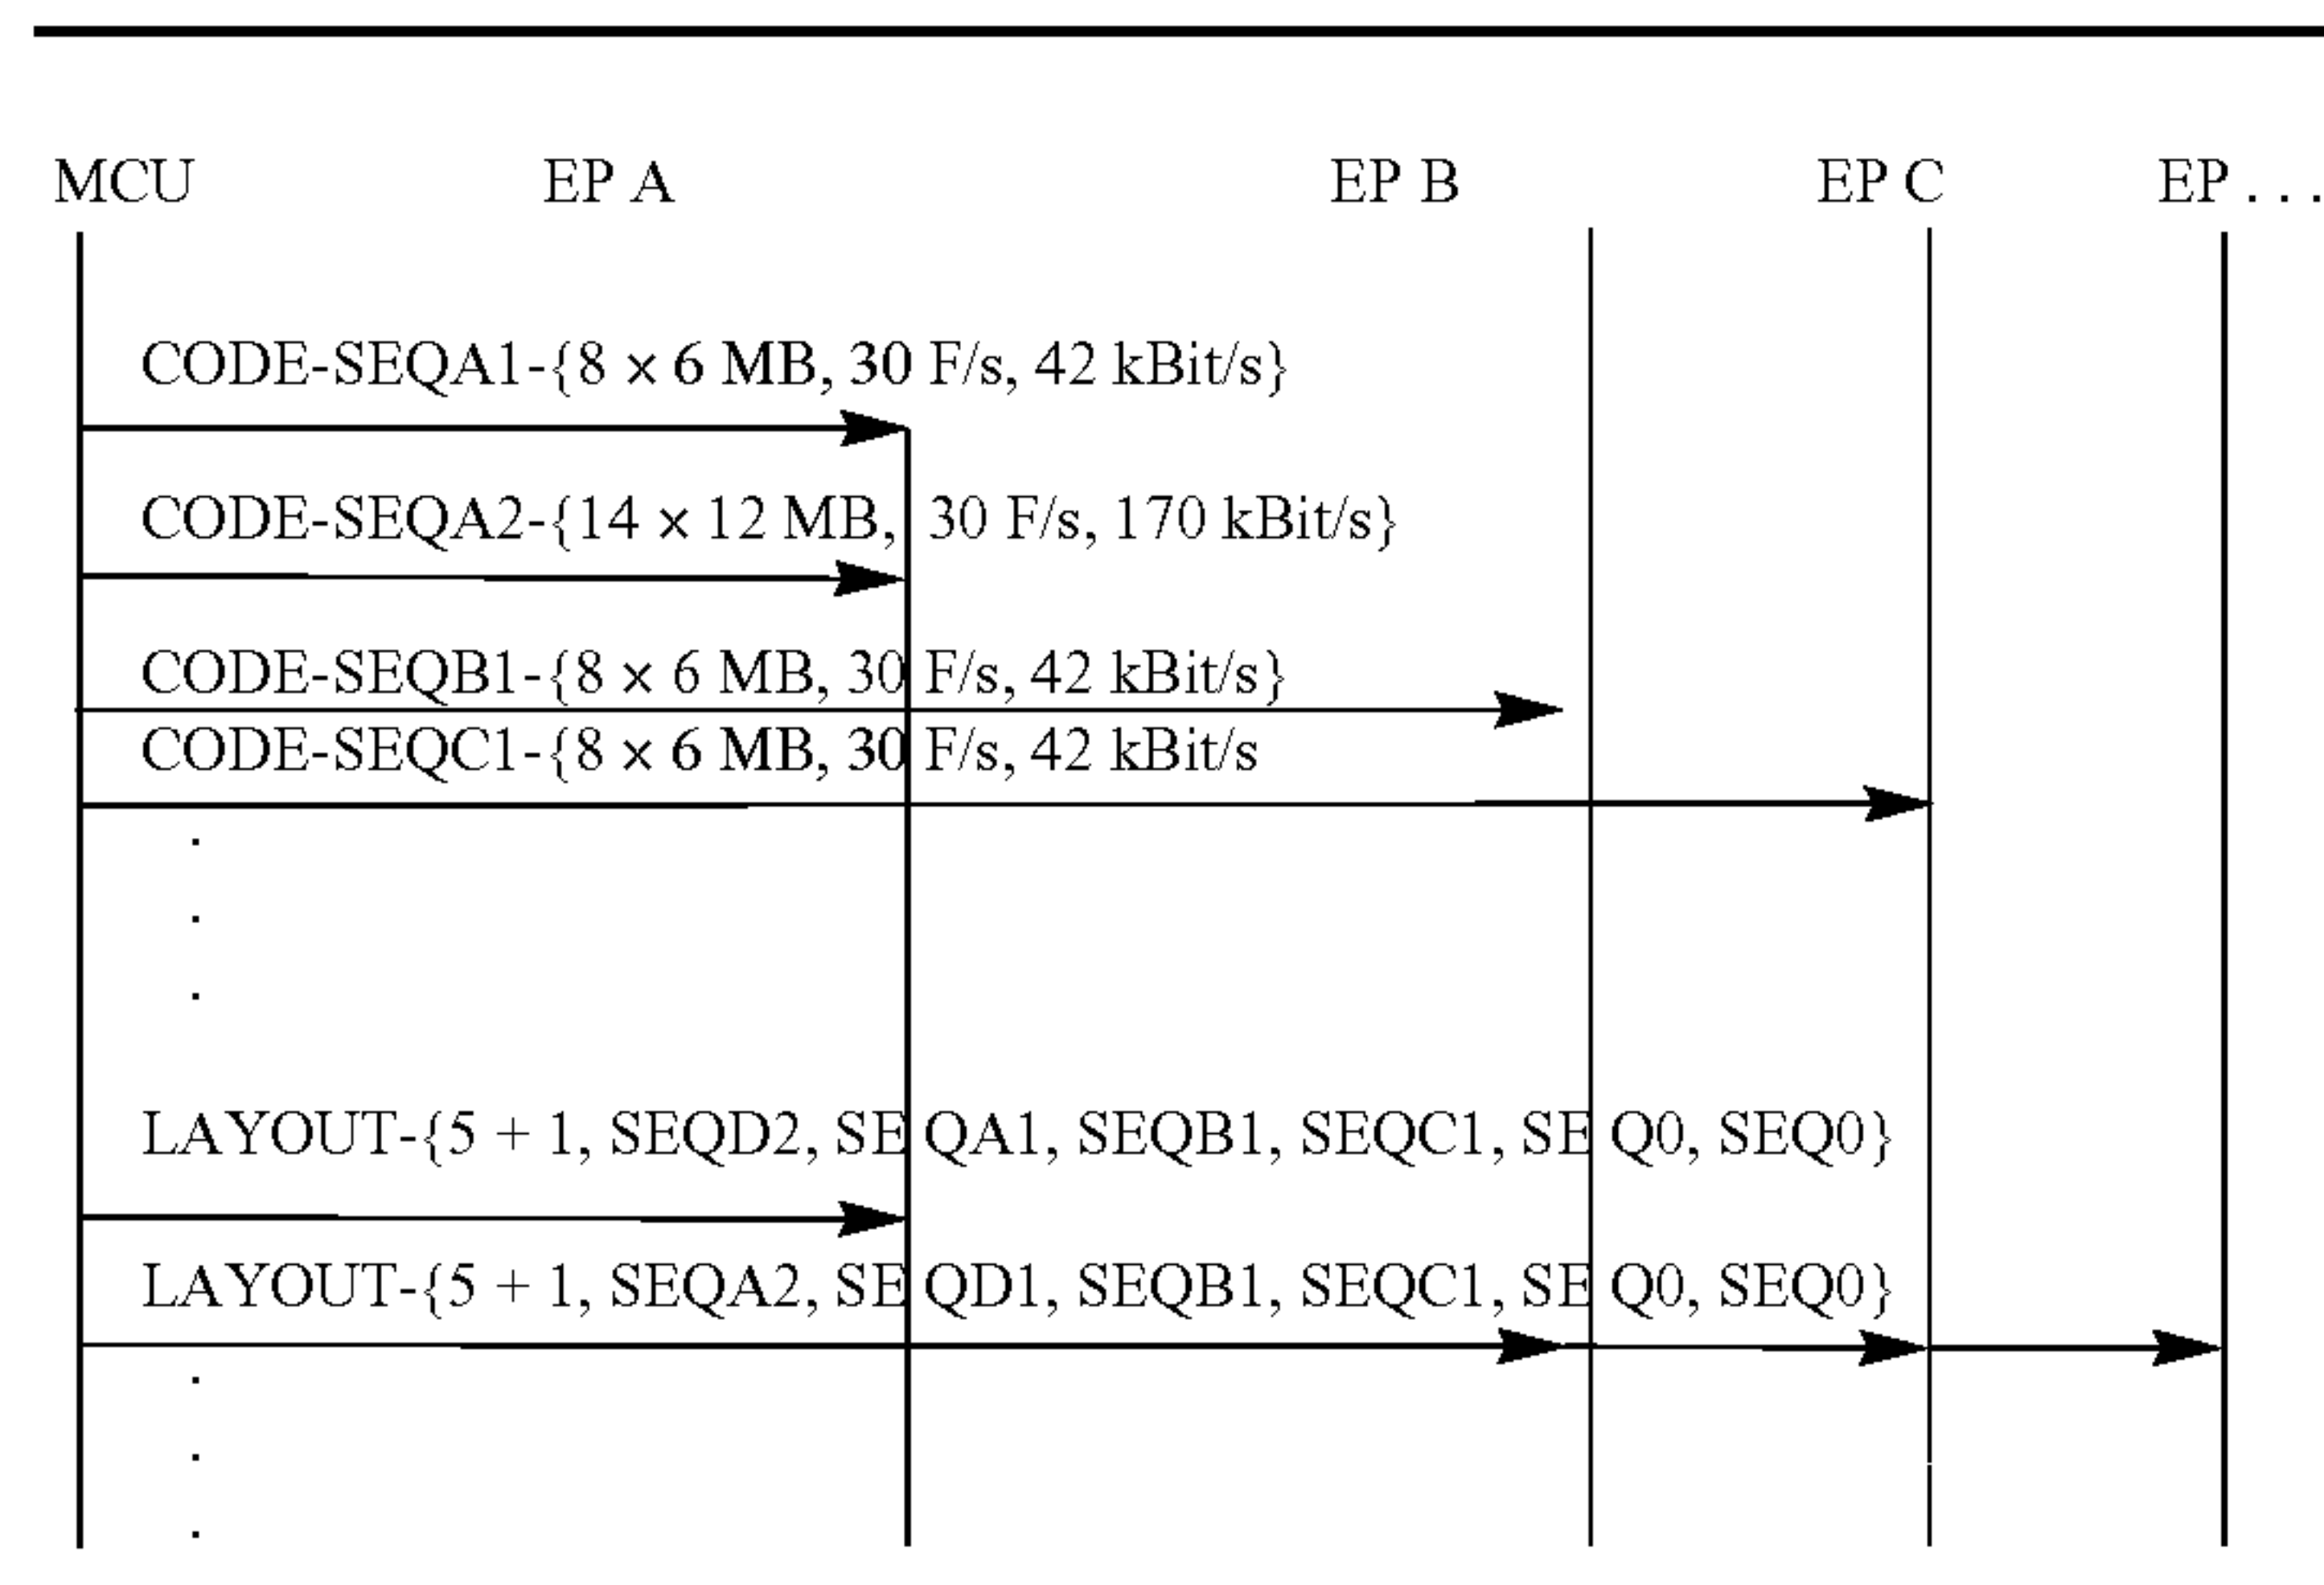 MCU EP A EP B EP C EP . . .
CODE-SEQA1-{8 × 6 MB, 30 F/s, 42 kBit/s}
CODE-SEQA2-{14 × 12 MB, 30 F/s, 170 kBit/s}
CODE-SEQB1-{8 × 6 MB, 30 F/s, 42 kBit/s}
CODE-SEQC1-{8 × 6 MB, 30 F/s, 42 kBit/s
.
.
.
LAYOUT-{5 + 1, SEQD2, SEQA1, SEQB1, SEQC1, SEQ0, SEQ0}
LAYOUT-{5 + 1, SEQA2, SEQD1, SEQB1, SEQC1, SEQ0, SEQ0}
.
.
.